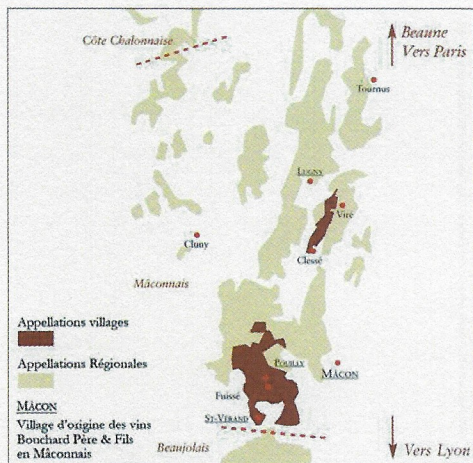 Côte Chalonnaise
Beaune
Vers Paris
Tournus
LUGNY
Viré
Cluny
Clessé
Mâconnais
Appellations villages
Appellations Régionales
POUILLY
MÂCON
Fuissé
MÂCON
Village d'origine des vins
Bouchard Père & Fils
en Mâconnais
ST-VÉRAND
Beaujolais
Vers Lyon